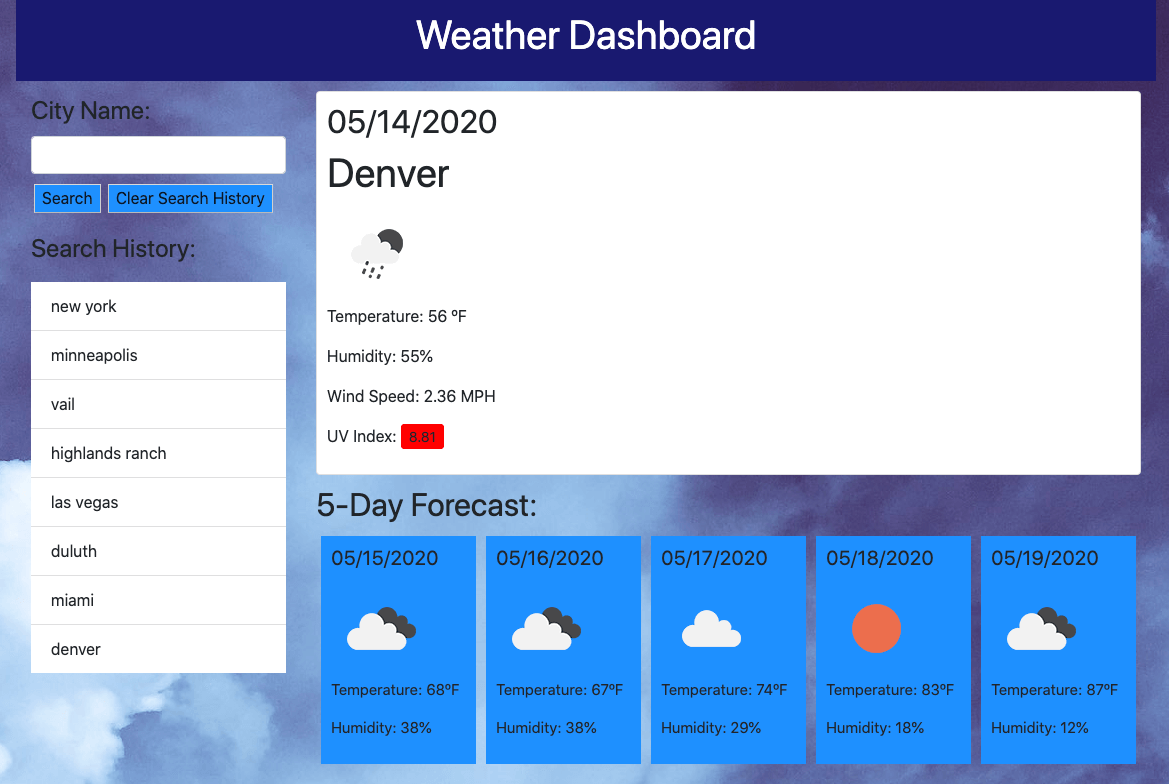 Weather Dashboard
City Name:
Search Clear Search History
Search History:
new york
minneapolis
vail
highlands ranch
las vegas
duluth
miami
denver
05/14/2020
Denver
Temperature: 56 ºF
Humidity: 55%
Wind Speed: 2.36 MPH
UV Index: 8.81
5-Day Forecast:
05/15/2020
Temperature: 68ºF
Humidity: 38%
05/16/2020
Temperature: 67ºF
Humidity: 38%
05/17/2020
Temperature: 74ºF
Humidity: 29%
05/18/2020
Temperature: 83ºF
Humidity: 18%
05/19/2020
Temperature: 87ºF
Humidity: 12%